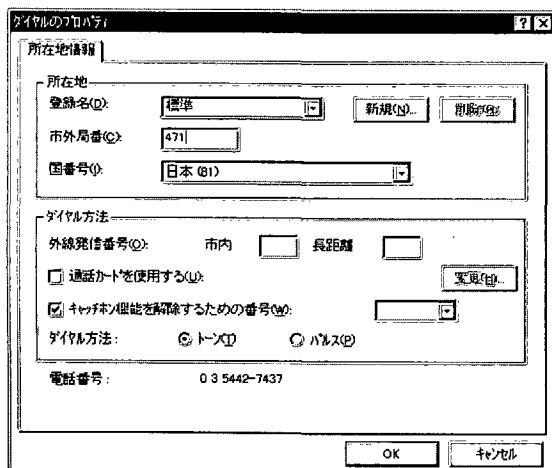 ダイヤルのプロパティ
所在地情報
所在地
登録名(D):
標準
新規(N)...
削除(R)
市外局番(C):
471
国番号(I):
日本 (81)
ダイヤル方法
外線発信番号(O):
市内
長距離
通話カードを使用する(U):
変更(H)...
キャッチホン機能を解除するための番号(W):
ダイヤル方法:
トーン(T)
パルス(P)
電話番号:
0 3 5442-7437
OK
キャンセル